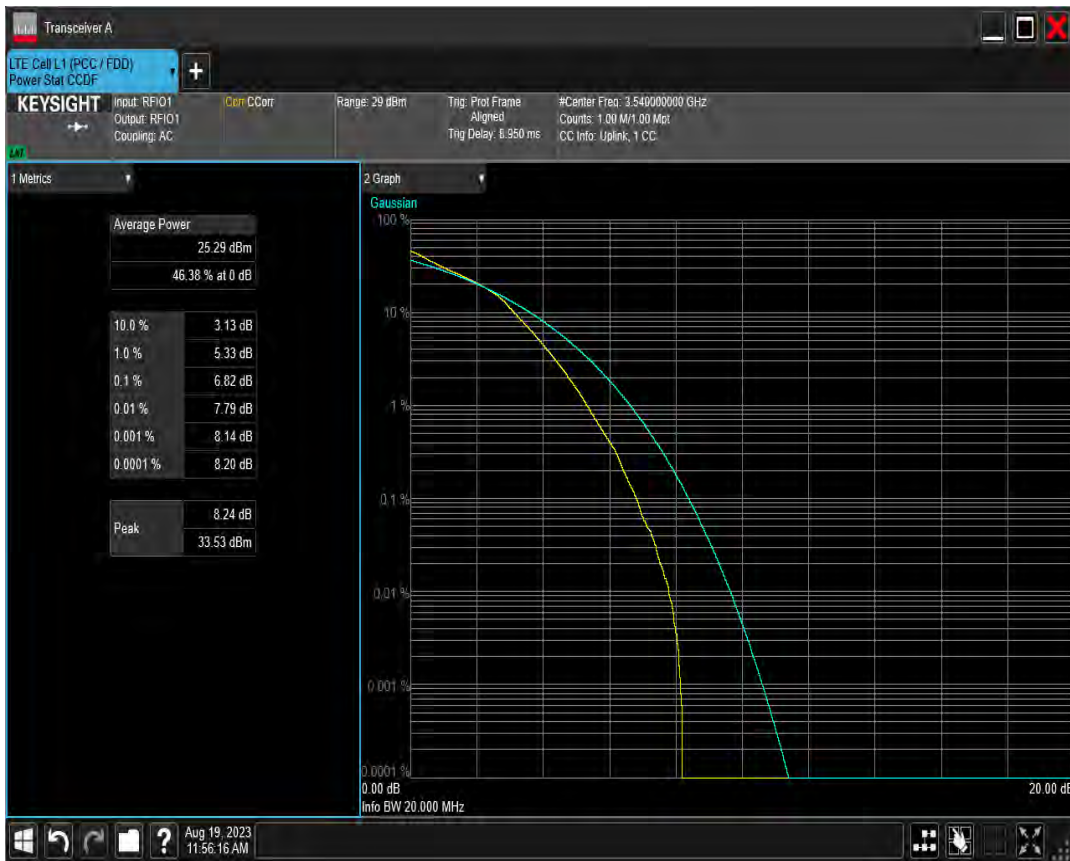 Transceiver A
LTE Cell L1 (PCC / FDD)
Power Stat CCDF
KEYSIGHT
Input: RFIO1
Output: RFIO1
Coupling: AC
Corr CCorr
Range: 29 dBm
Trig: Prot Frame
Aligned
Trig Delay: 8.950 ms
#Center Freq: 3.540000000 GHz
Counts: 1.00 M/1.00 Mpt
CC Info: Uplink, 1 CC
LXI
1 Metrics
Average Power
25.29 dBm
46.38 % at 0 dB
10.0 % 3.13 dB
1.0 % 5.33 dB
0.1 % 6.82 dB
0.01 % 7.79 dB
0.001 % 8.14 dB
0.0001 % 8.20 dB
Peak
8.24 dB
33.53 dBm
2 Graph
Gaussian
100 %
10 %
1 %
0.1 %
0.01 %
0.001 %
0.0001 %
0.00 dB
20.00 dB
Info BW 20.000 MHz
Aug 19, 2023
11:56:16 AM